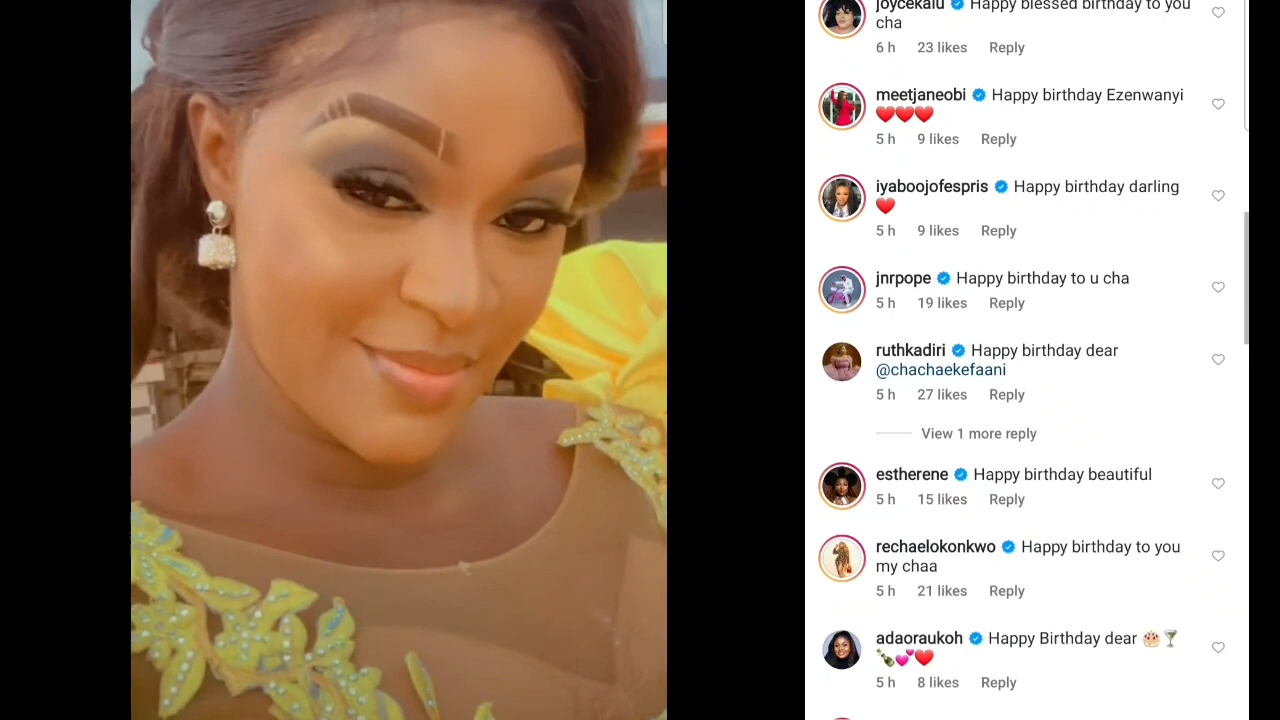 joycekalu Happy blessed birthday to you
cha
6 h 23 likes Reply
meetjaneobi Happy birthday Ezenwanyi
❤️❤️❤️
5 h 9 likes Reply
iyaboojofespris Happy birthday darling
❤️
5 h 9 likes Reply
jnrpope Happy birthday to u cha
5 h 19 likes Reply
ruthkadiri Happy birthday dear
@chachaekefaani
5 h 27 likes Reply
View 1 more reply
estherene Happy birthday beautiful
5 h 15 likes Reply
rechaelokonkwo Happy birthday to you
my chaa
5 h 21 likes Reply
adaoraukoh Happy Birthday dear 🎂🍸
🍾💕❤️
5 h 8 likes Reply